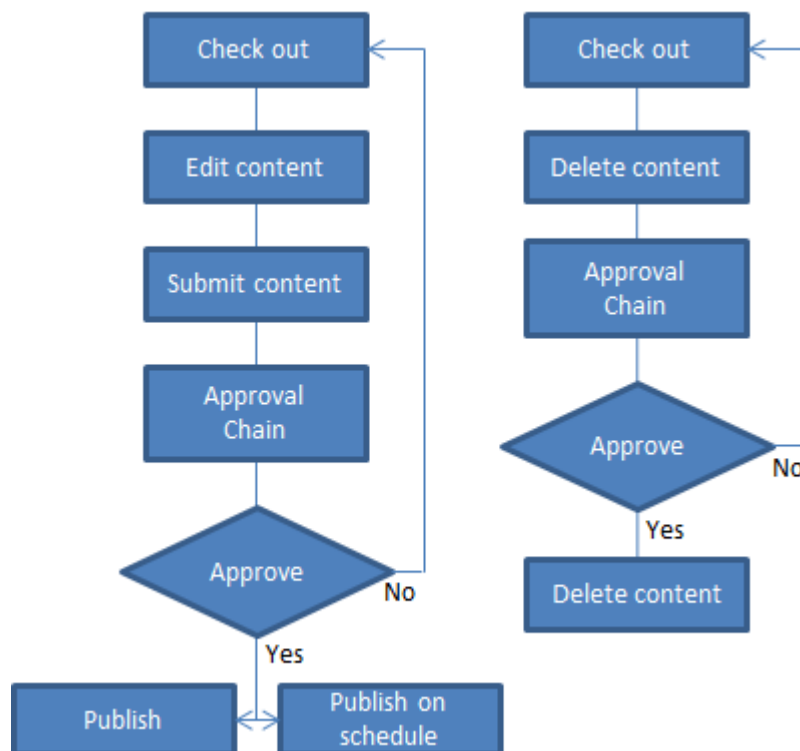 Check out
Edit content
Submit content
Approval
Chain
Approve
No
Yes
Publish
Publish on
schedule
Check out
Delete content
Approval
Chain
Approve
No
Yes
Delete content